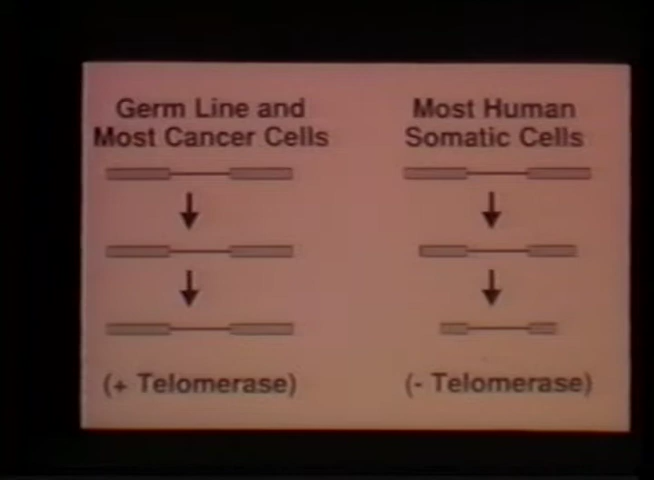 Germ Line and
Most Cancer Cells
(+ Telomerase)
Most Human
Somatic Cells
(- Telomerase)